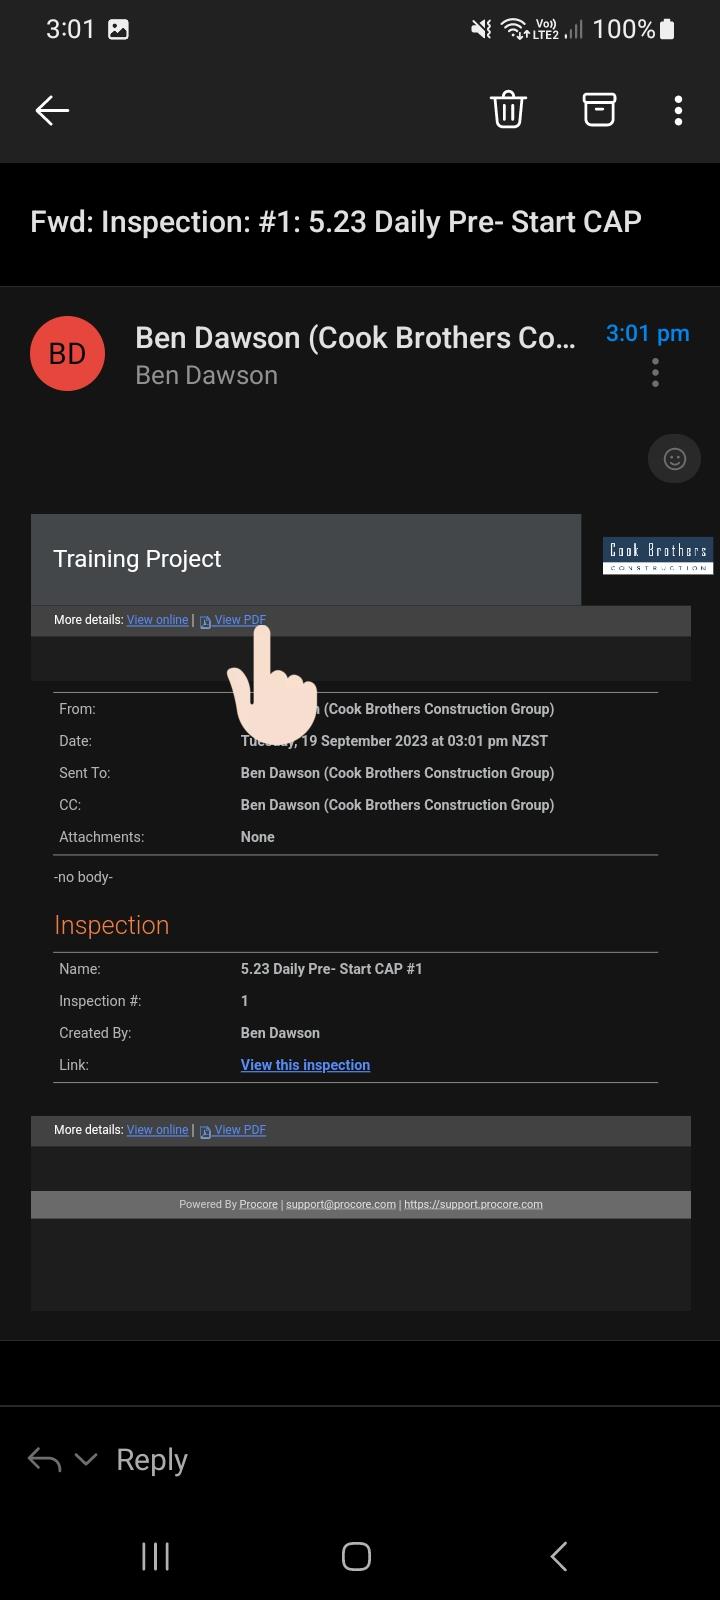 3:01
Vo))
LTE2
100%
Fwd: Inspection: #1: 5.23 Daily Pre- Start CAP
BD
Ben Dawson (Cook Brothers Co...
3:01 pm
Ben Dawson
Training Project
Cook Brothers
CONSTRUCTION
More details: View online | View PDF
From: (Cook Brothers Construction Group)
Date: Tuesday, 19 September 2023 at 03:01 pm NZST
Sent To: Ben Dawson (Cook Brothers Construction Group)
CC: Ben Dawson (Cook Brothers Construction Group)
Attachments: None
-no body-
Inspection
Name: 5.23 Daily Pre- Start CAP #1
Inspection #: 1
Created By: Ben Dawson
Link: View this inspection
More details: View online | View PDF
Powered By Procore | support@procore.com | https://support.procore.com
Reply